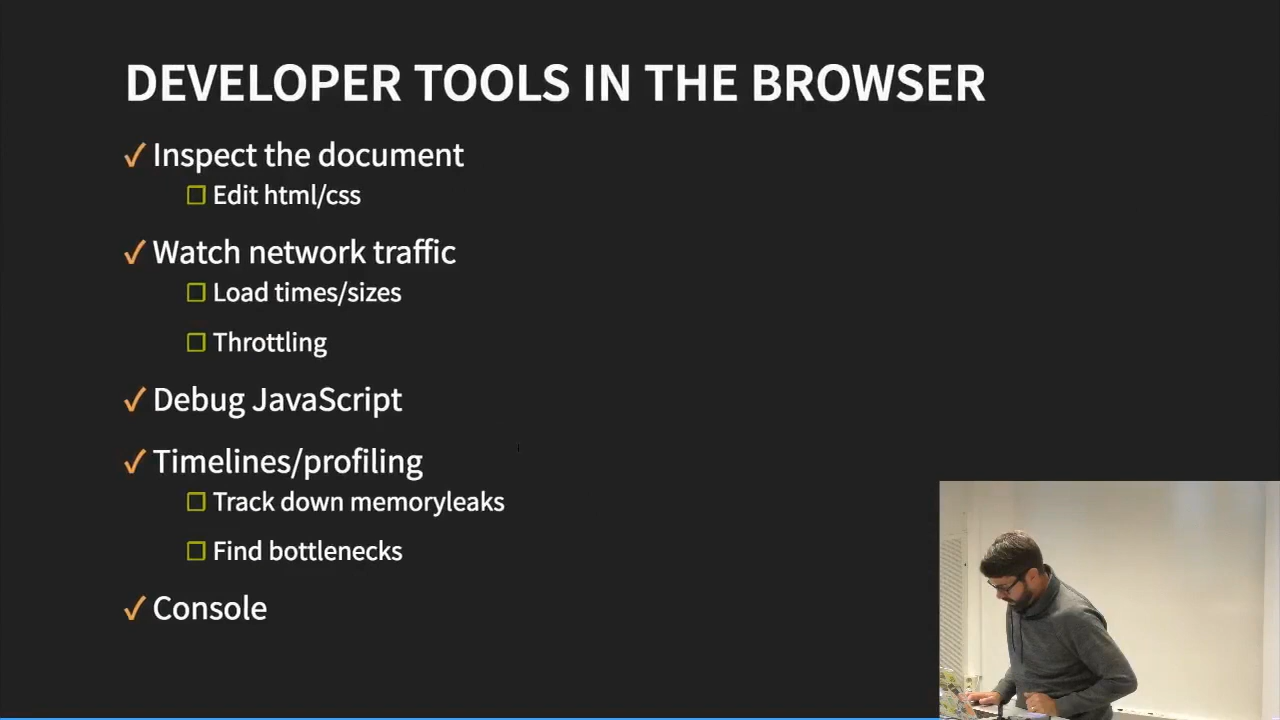 DEVELOPER TOOLS IN THE BROWSER
✓ Inspect the document
☐ Edit html/css
✓ Watch network traffic
☐ Load times/sizes
☐ Throttling
✓ Debug JavaScript
✓ Timelines/profiling
☐ Track down memoryleaks
☐ Find bottlenecks
✓ Console